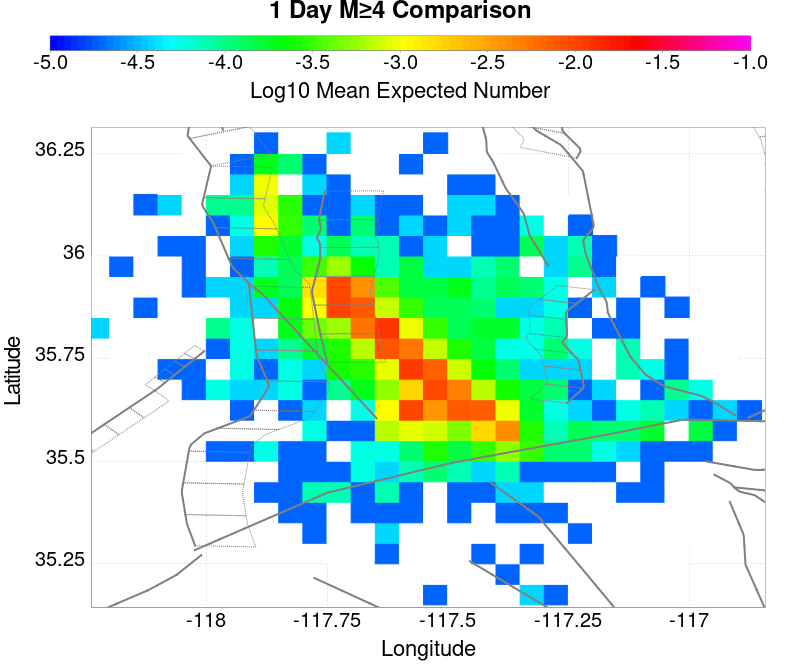 1 Day M≥4 Comparison
-5.0 -4.5 -4.0 -3.5 -3.0 -2.5 -2.0 -1.5 -1.0
Log10 Mean Expected Number
Latitude
36.25
36
35.75
35.5
35.25
-118 -117.75 -117.5 -117.25 -117
Longitude